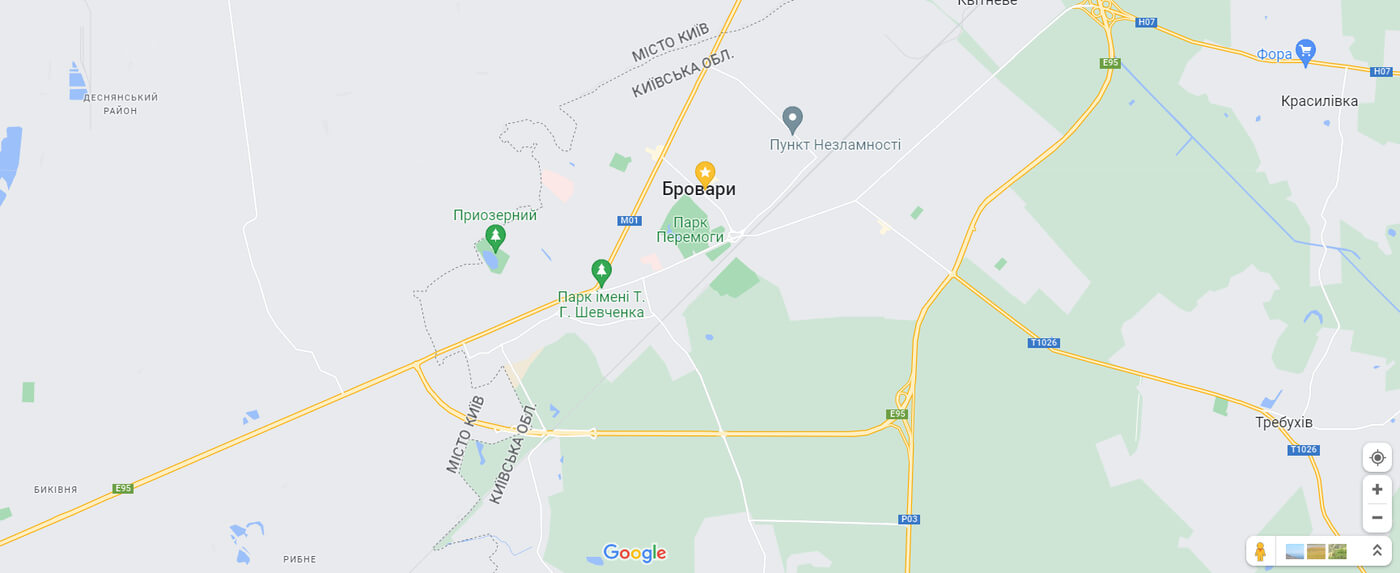 Квітневе
МІСТО КИЇВ
КИЇВСЬКА ОБЛ.
H07
Фора
E95
H07
ДЕСНЯНСЬКИЙ
РАЙОН
Красилівка
Пункт Незламності
Бровари
Приозерний
M01
Парк
Перемоги
Парк імені Т.
Г. Шевченка
T1026
МІСТО КИЇВ
КИЇВСЬКА ОБЛ.
E95
Требухів
T1026
БИКІВНЯ
E95
P03
РИБНЕ
Google